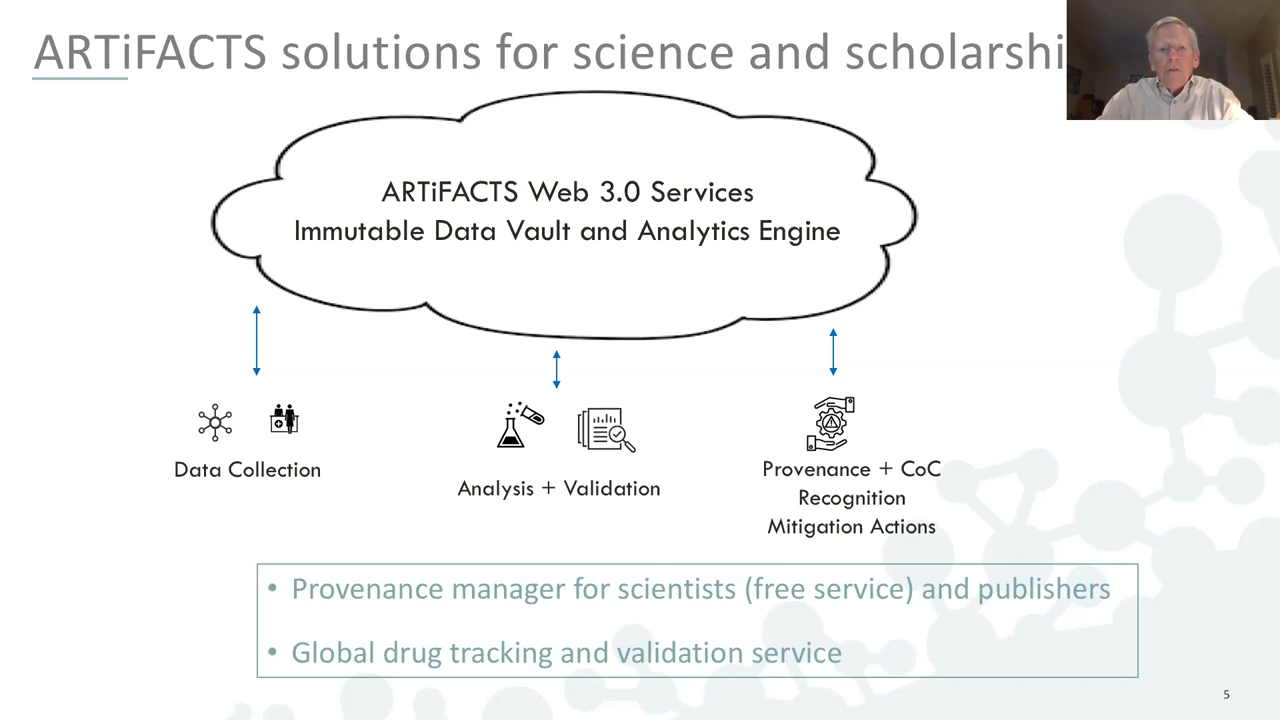 ARTiFACTS solutions for science and scholarshi
ARTiFACTS Web 3.0 Services
Immutable Data Vault and Analytics Engine
Data Collection
Analysis + Validation
Provenance + CoC
Recognition
Mitigation Actions
• Provenance manager for scientists (free service) and publishers
• Global drug tracking and validation service
5